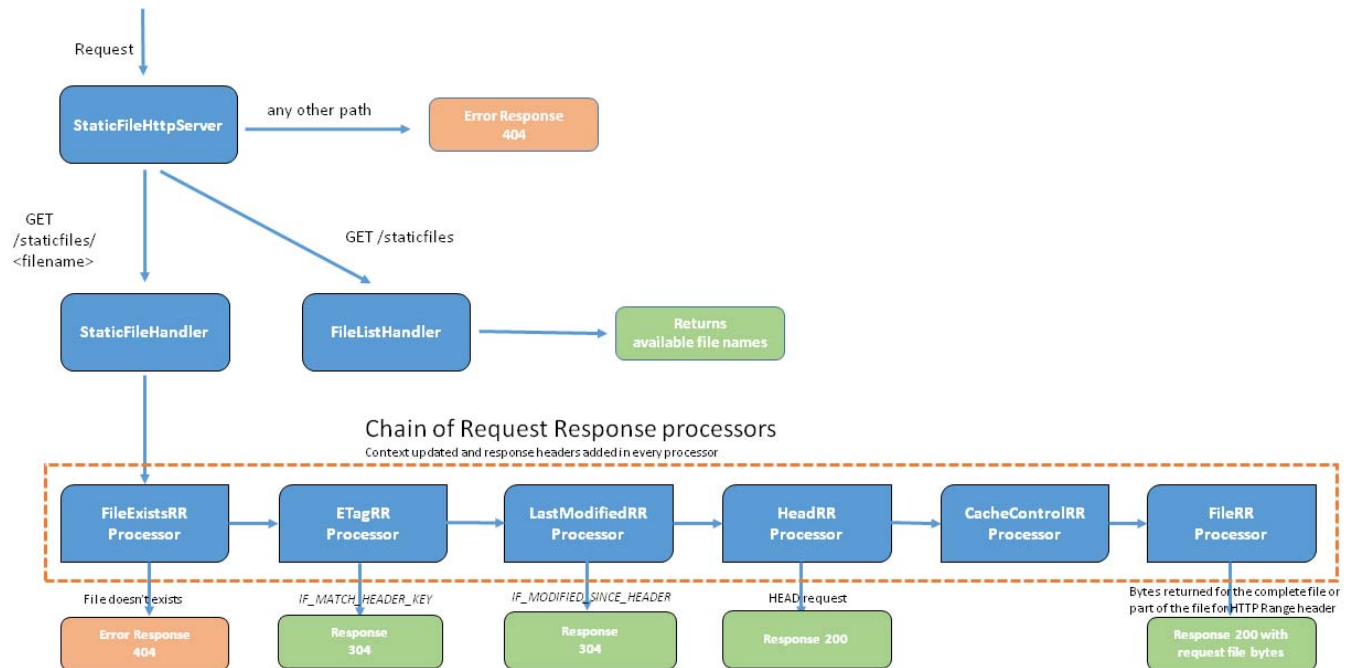 Request
StaticFileHttpServer
any other path
Error Response
404
GET
/staticfiles/
<filename>
GET /staticfiles
StaticFileHandler
FileListHandler
Returns
available file names
Chain of Request Response processors
Context updated and response headers added in every processor
FileExistsRR
Processor
ETagRR
Processor
LastModifiedRR
Processor
HeadRR
Processor
CacheControlRR
Processor
FileRR
Processor
File doesn't exists
IF_MATCH_HEADER_KEY
IF_MODIFIED_SINCE_HEADER
HEAD request
Bytes returned for the complete file or
part of the file for HTTP Range header
Error Response
404
Response
304
Response
304
Response 200
Response 200 with
request file bytes